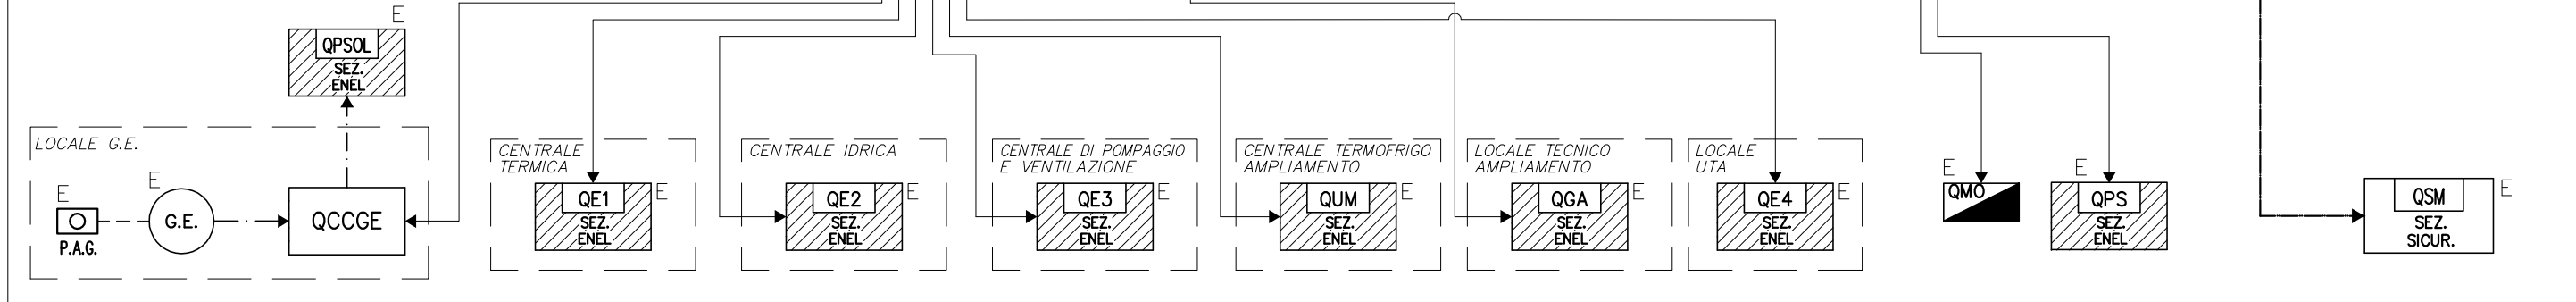 E
QPSOL
SEZ.
ENEL
LOCALE G.E.
E
P.A.G.
E
G.E.
QCCGE
CENTRALE
TERMICA
QE1
E
SEZ.
ENEL
CENTRALE IDRICA
QE2
E
SEZ.
ENEL
CENTRALE DI POMPAGGIO
E VENTILAZIONE
QE3
E
SEZ.
ENEL
CENTRALE TERMOFRIGO
AMPLIAMENTO
QUM
E
SEZ.
ENEL
LOCALE TECNICO
AMPLIAMENTO
QGA
E
SEZ.
ENEL
LOCALE
UTA
QE4
E
SEZ.
ENEL
E
QMO
E
QPS
SEZ.
ENEL
QSM
E
SEZ.
SICUR.